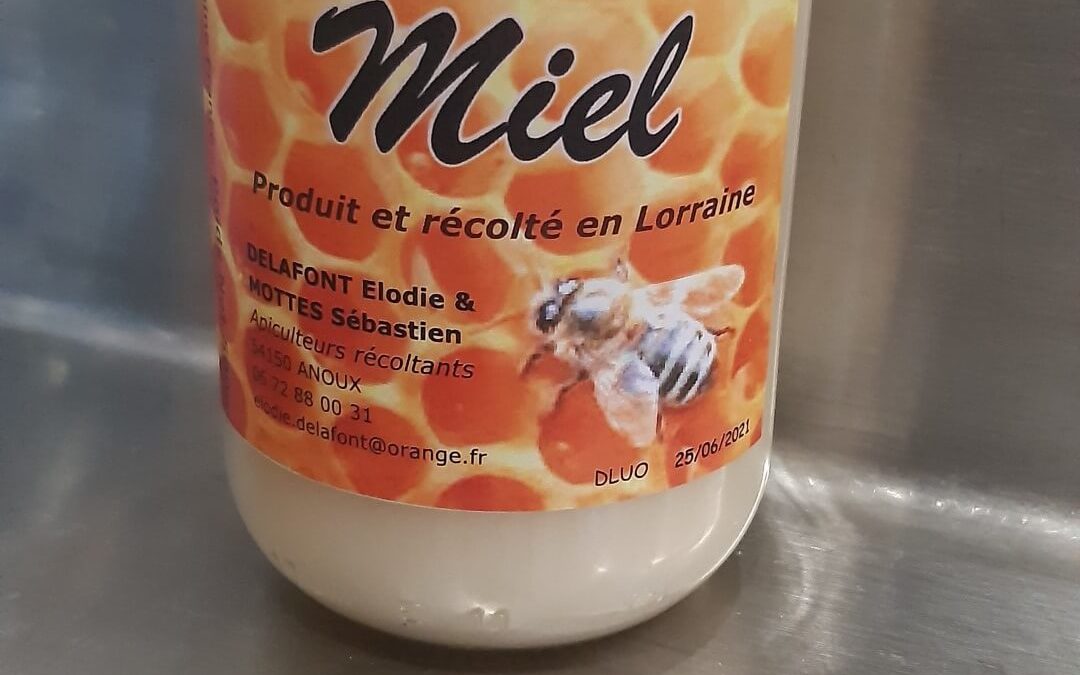 Miel
Produit et récolté en Lorraine
DELAFONT Elodie &
MOTTES Sébastien
Apiculteurs récoltants
54150 ANOUX
06 72 88 00 31
elodie.delafont@orange.fr
DLUO 25/06/2021